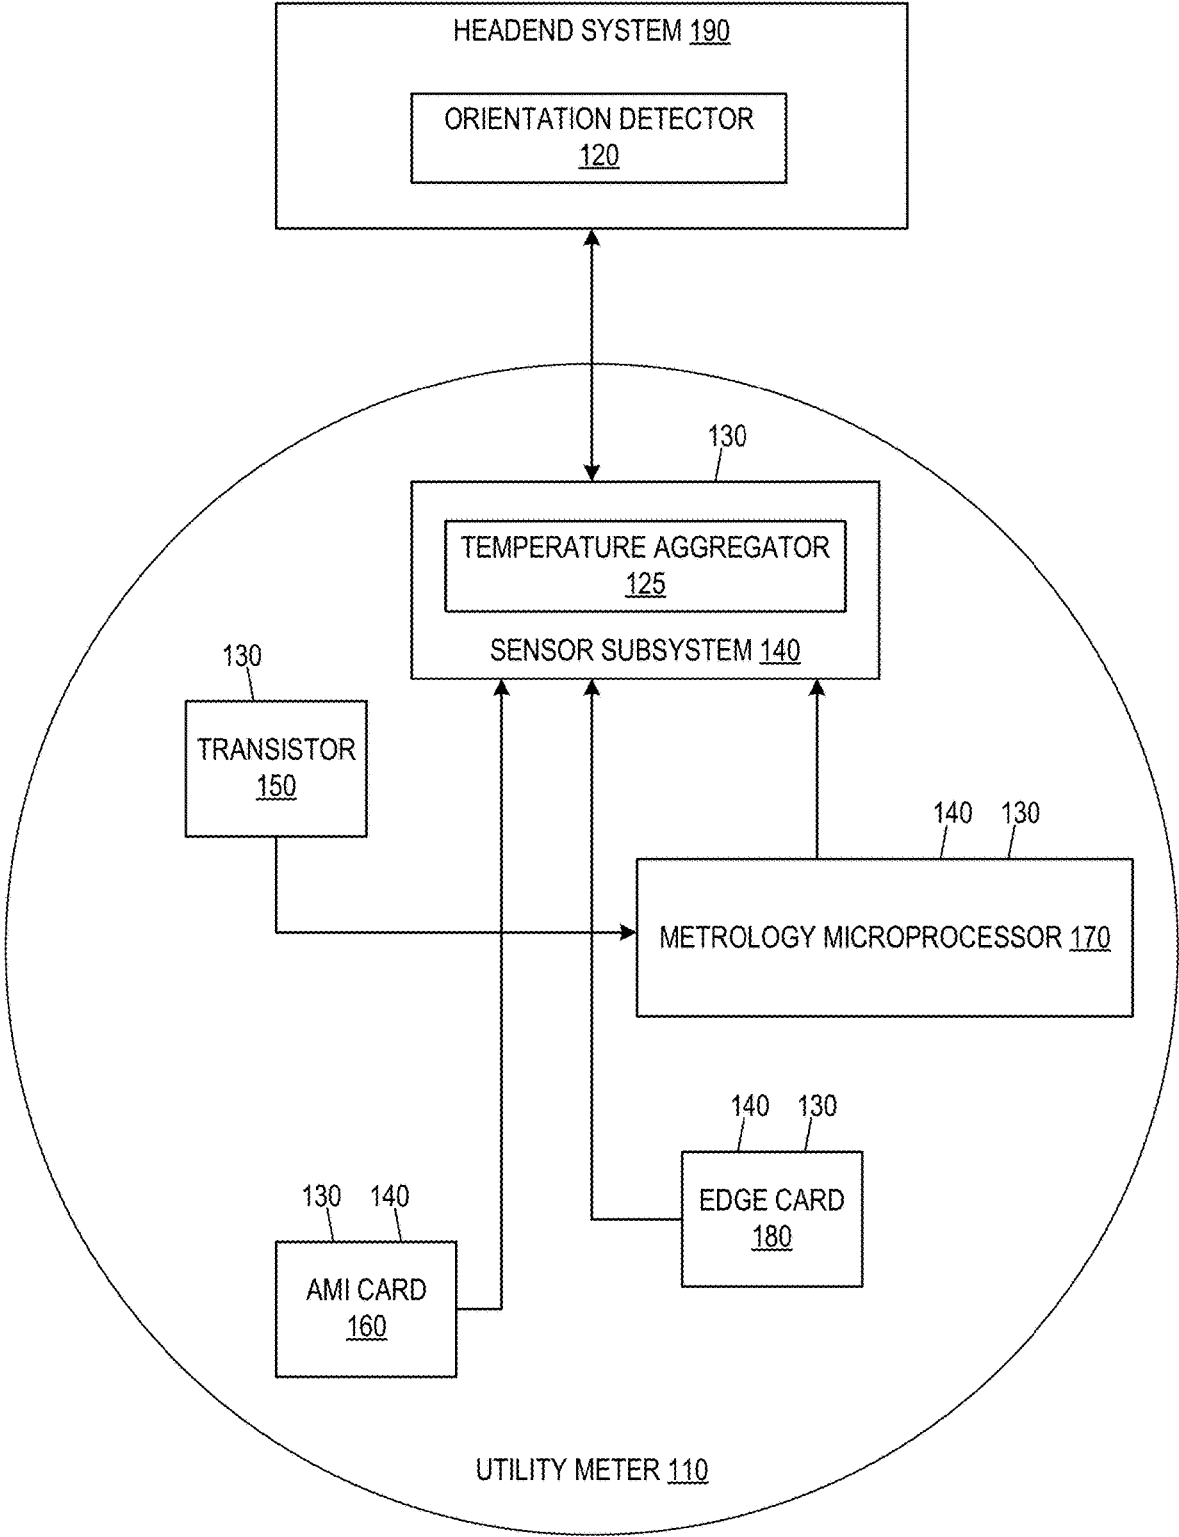 HEADEND SYSTEM 190
ORIENTATION DETECTOR
120
130
TEMPERATURE AGGREGATOR
125
SENSOR SUBSYSTEM 140
130
TRANSISTOR
150
140 130
METROLOGY MICROPROCESSOR 170
140 130
EDGE CARD
180
130 140
AMI CARD
160
UTILITY METER 110